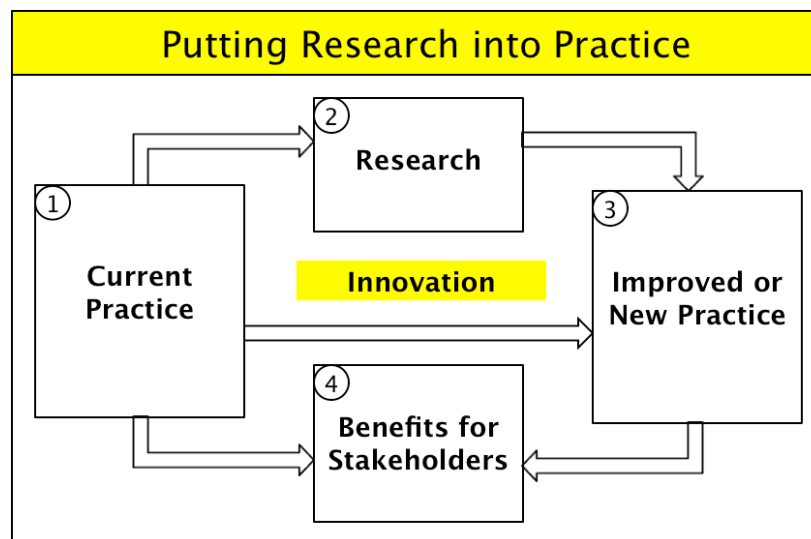 Putting Research into Practice
2
Research
1
Current
Practice
3
Improved or
New Practice
Innovation
4
Benefits for
Stakeholders